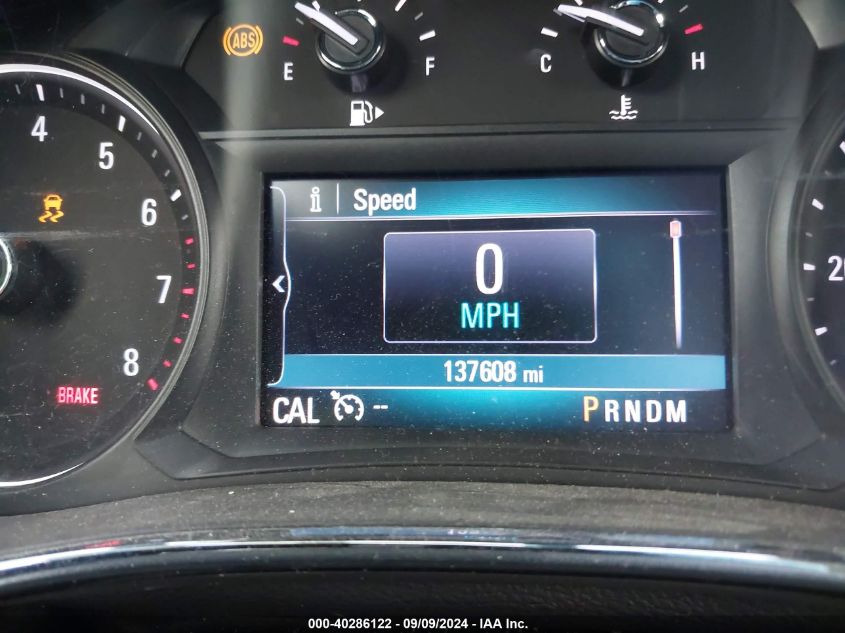 ABS
E F
C H
4
5
6
7
8
BRAKE
i Speed
0
MPH
137608 mi
CAL --
PRNDM
000-40286122 - 09/09/2024 - IAA Inc.